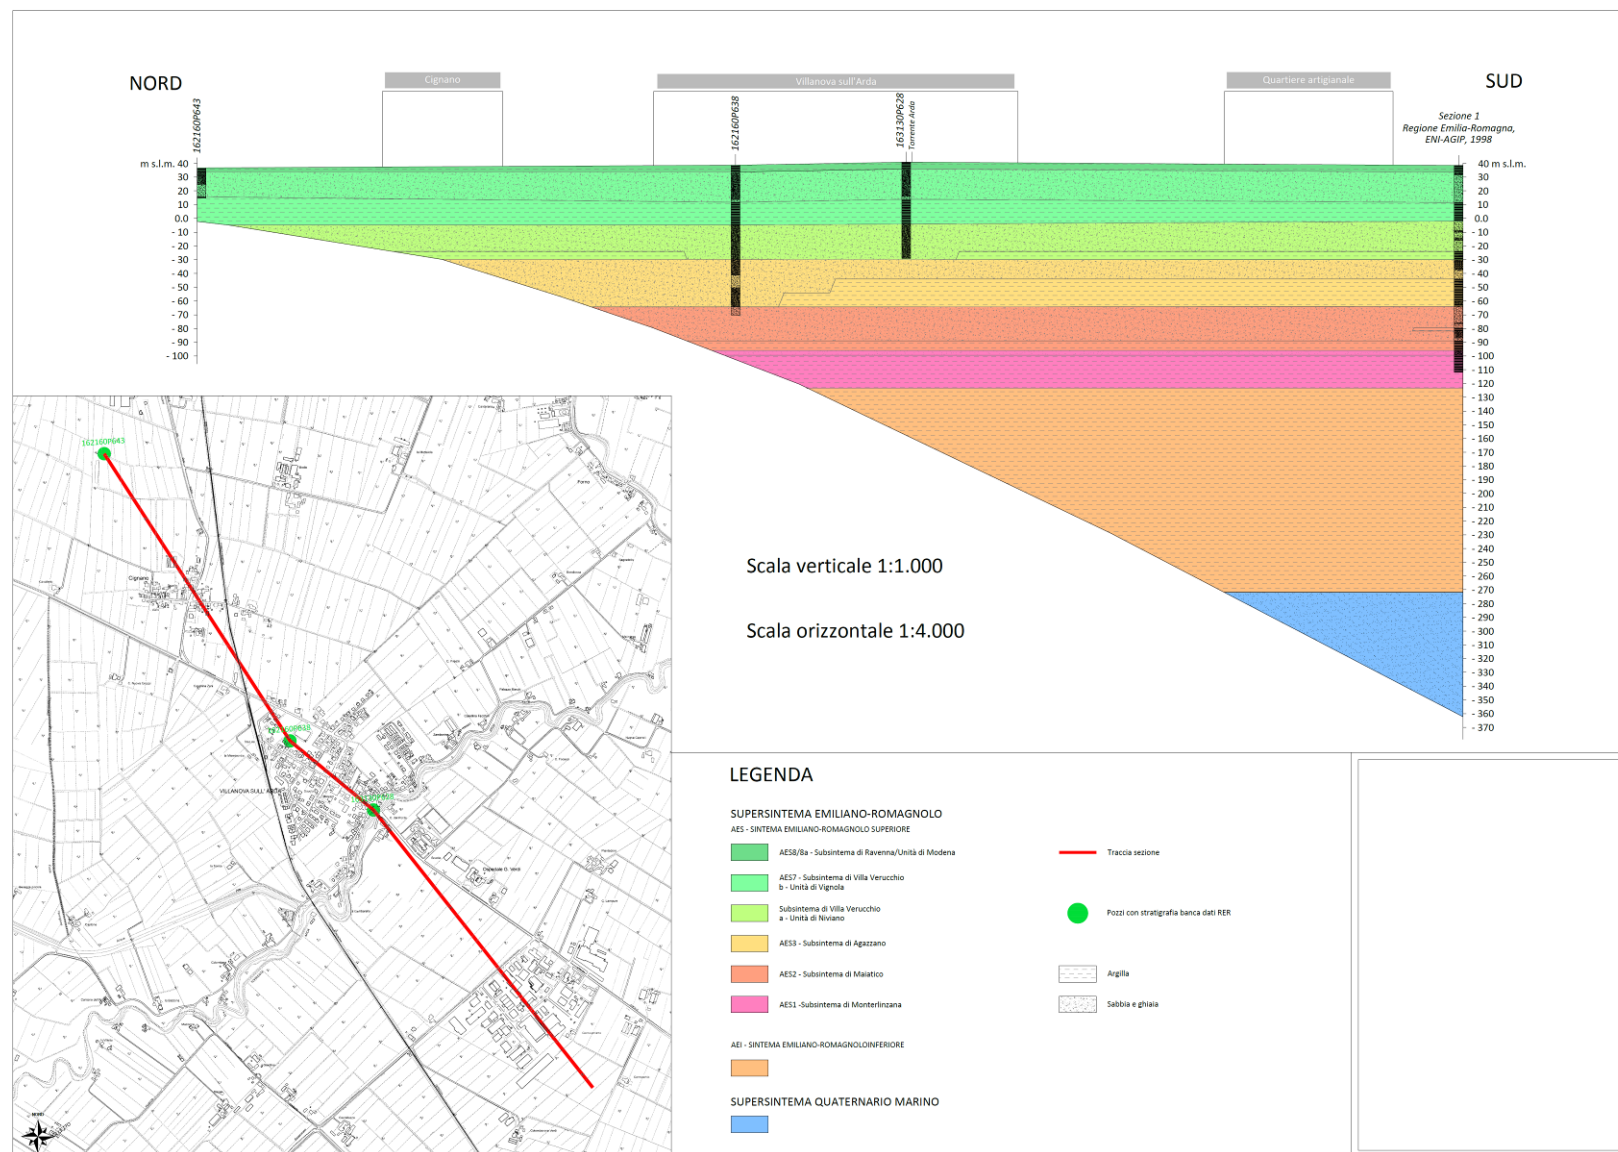 NORD
SUD
Cignano
Villanova sull'Arda
Quartiere artigianale
162160P643
162160P638
163130P628
Torrente Arda
Sezione 1
Regione Emilia-Romagna,
ENI-AGIP, 1998
m s.l.m. 40
30
20
10
0.0
- 10
- 20
- 30
- 40
- 50
- 60
- 70
- 80
- 90
- 100
40 m s.l.m.
30
20
10
0.0
- 10
- 20
- 30
- 40
- 50
- 60
- 70
- 80
- 90
- 100
- 110
- 120
- 130
- 140
- 150
- 160
- 170
- 180
- 190
- 200
- 210
- 220
- 230
- 240
- 250
- 260
- 270
- 280
- 290
- 300
- 310
- 320
- 330
- 340
- 350
- 360
- 370
Scala verticale 1:1.000
Scala orizzontale 1:4.000
162160P643
Cignano
VILLANOVA SULL' ARDA
Ospedale G. Verdi
NORD
LEGENDA
SUPERSINTEMA EMILIANO-ROMAGNOLO
AES - SINTEMA EMILIANO-ROMAGNOLO SUPERIORE
AES8/8a - Subsintema di Ravenna/Unità di Modena
AES7 - Subsintema di Villa Verucchio
b - Unità di Vignola
Subsintema di Villa Verucchio
a - Unità di Niviano
AES3 - Subsintema di Agazzano
AES2 - Subsintema di Maiatico
AES1 -Subsintema di Monterlinzana
AEI - SINTEMA EMILIANO-ROMAGNOLOINFERIORE
SUPERSINTEMA QUATERNARIO MARINO
Traccia sezione
Pozzi con stratigrafia banca dati RER
Argilla
Sabbia e ghiaia